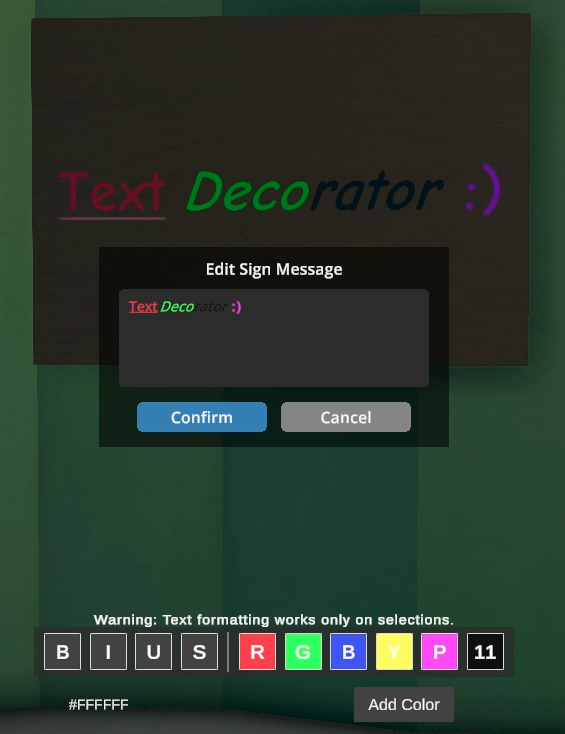 Text Decorator :)
Edit Sign Message
Text Decorator :)
Confirm Cancel
Warning: Text formatting works only on selections.
B I U S R G B Y P 11
#FFFFFF Add Color